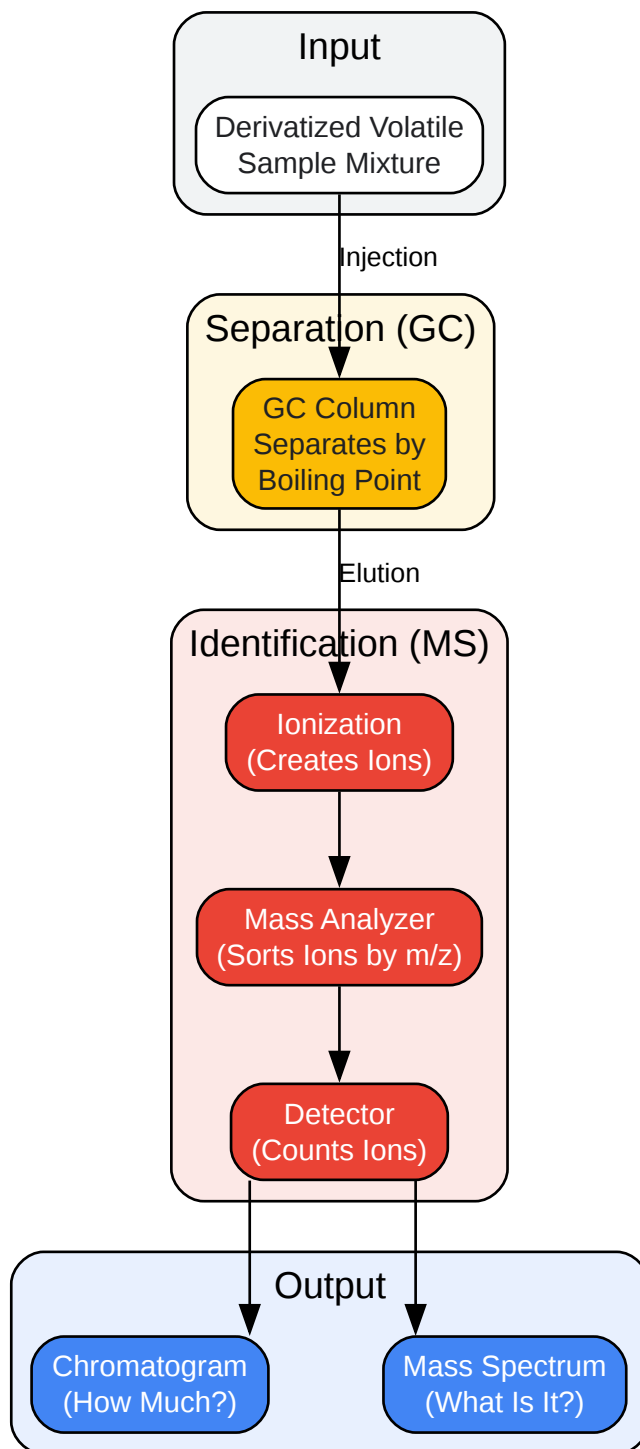 Input
Derivatized Volatile
Sample Mixture
Injection
Separation (GC)
GC Column
Separates by
Boiling Point
Elution
Identification (MS)
Ionization
(Creates Ions)
Mass Analyzer
(Sorts Ions by m/z)
Detector
(Counts Ions)
Output
Chromatogram
(How Much?)
Mass Spectrum
(What Is It?)